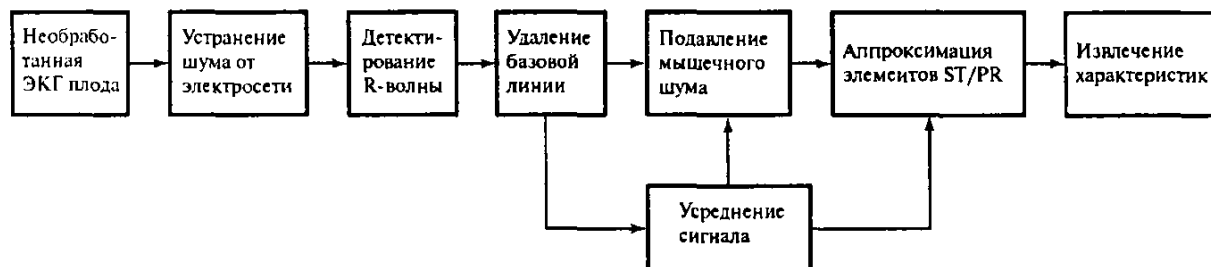 Необрабо-
танная
ЭКГ плода
Устранение
шума от
электросети
Детекти-
рование
R-волны
Удаление
базовой
линии
Подавление
мышечного
шума
Аппроксимация
элементов ST/PR
Извлечение
характеристик
Усреднение
сигнала